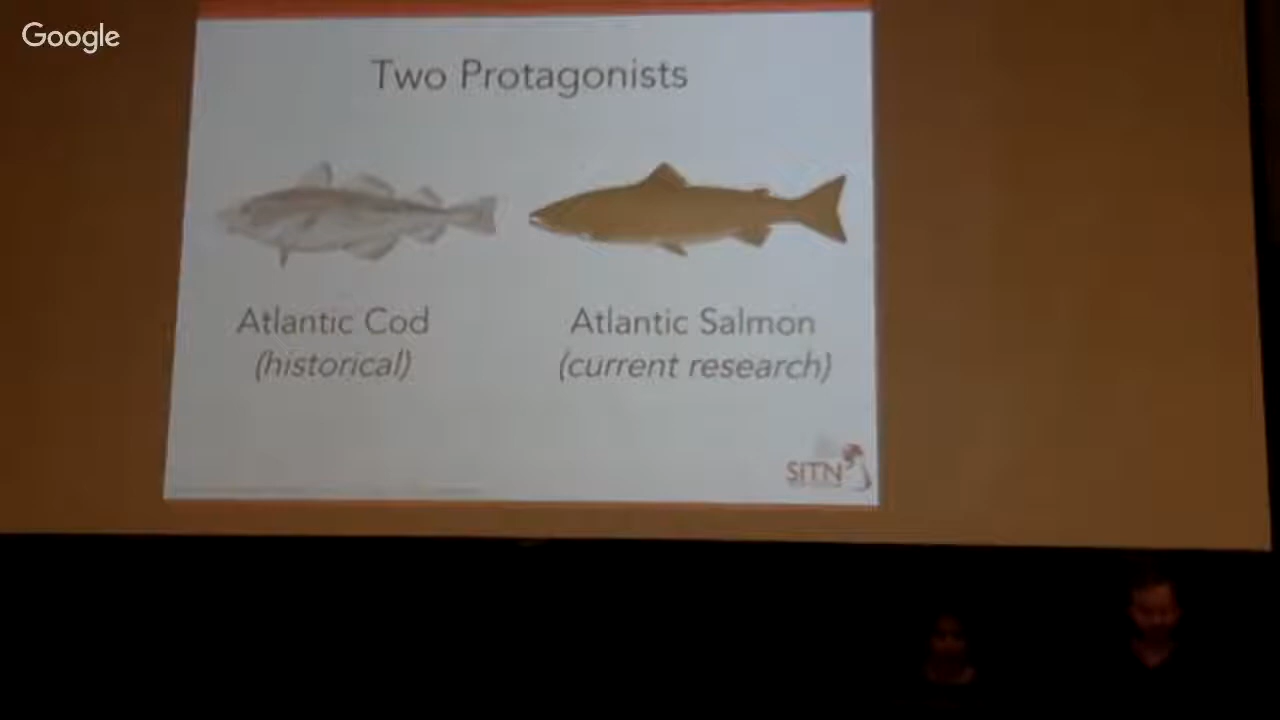 Google
Two Protagonists
Atlantic Cod
(historical)
Atlantic Salmon
(current research)
SITN